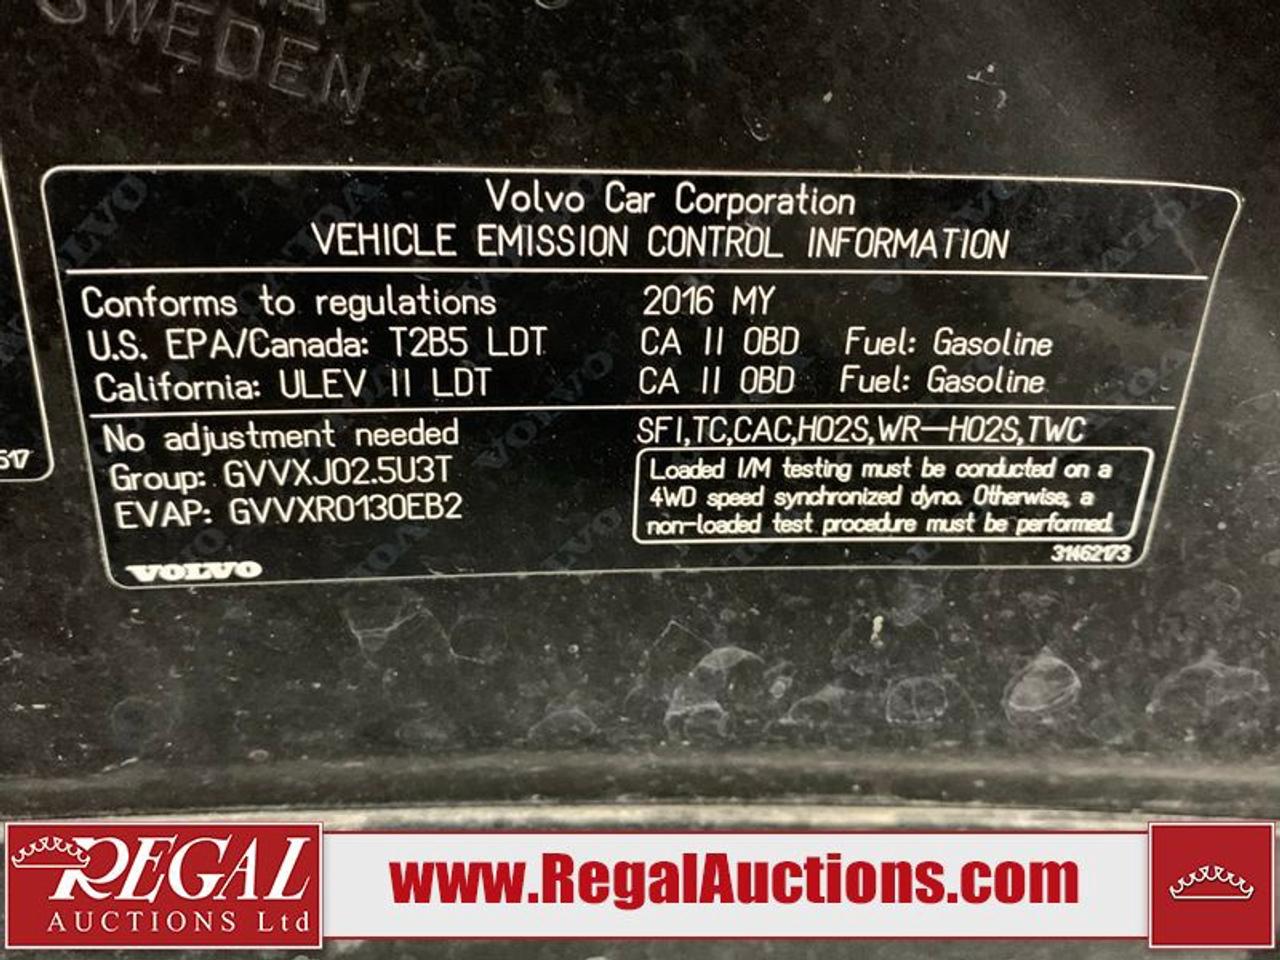 SWEDEN
Volvo Car Corporation
VEHICLE EMISSION CONTROL INFORMATION
Conforms to regulations 2016 MY
U.S. EPA/Canada: T2B5 LDT CA II OBD Fuel: Gasoline
California: ULEV II LDT CA II OBD Fuel: Gasoline
No adjustment needed SFI,TC,CAC,HO2S,WR-HO2S,TWC
Group: GVVXJ02.5U3T
EVAP: GVVXR0130EB2
Loaded I/M testing must be conducted on a
4WD speed synchronized dyno. Otherwise, a
non-loaded test procedure must be performed.
VOLVO
31462173
517
REGAL
AUCTIONS Ltd
www.RegalAuctions.com